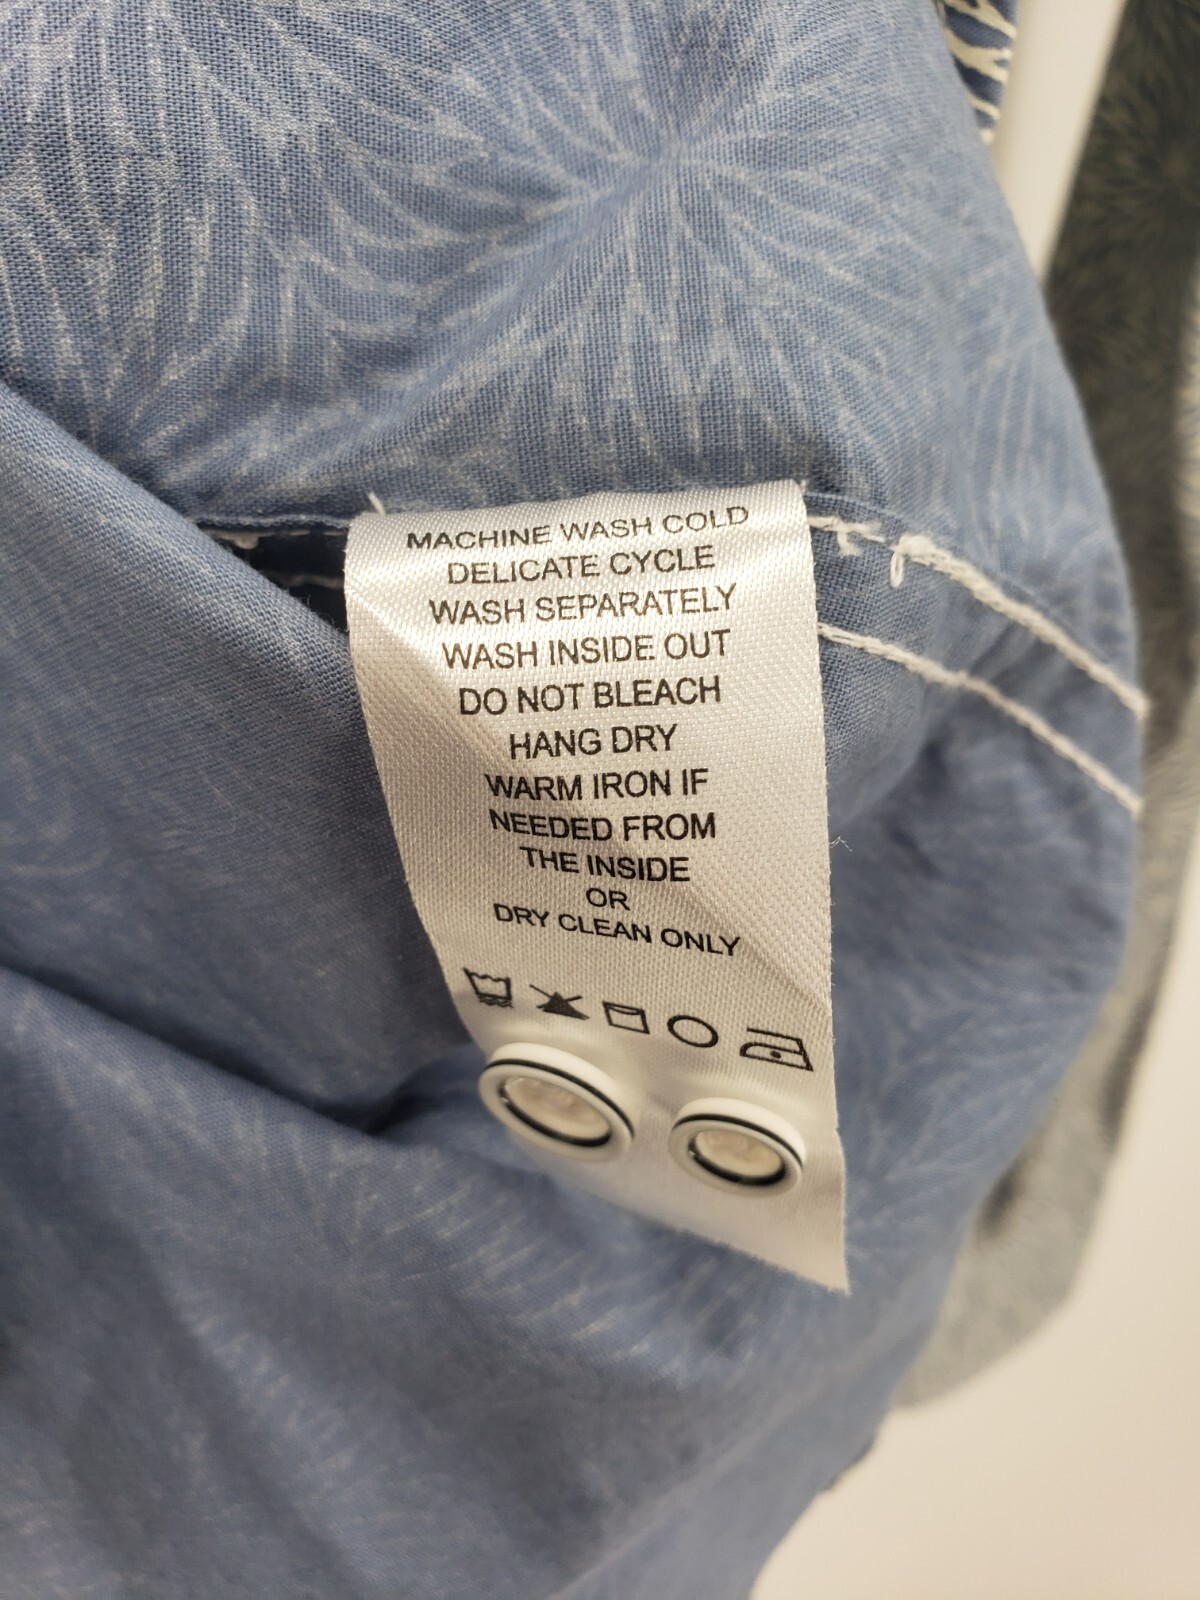 MACHINE WASH COLD
DELICATE CYCLE
WASH SEPARATELY
WASH INSIDE OUT
DO NOT BLEACH
HANG DRY
WARM IRON IF
NEEDED FROM
THE INSIDE
OR
DRY CLEAN ONLY